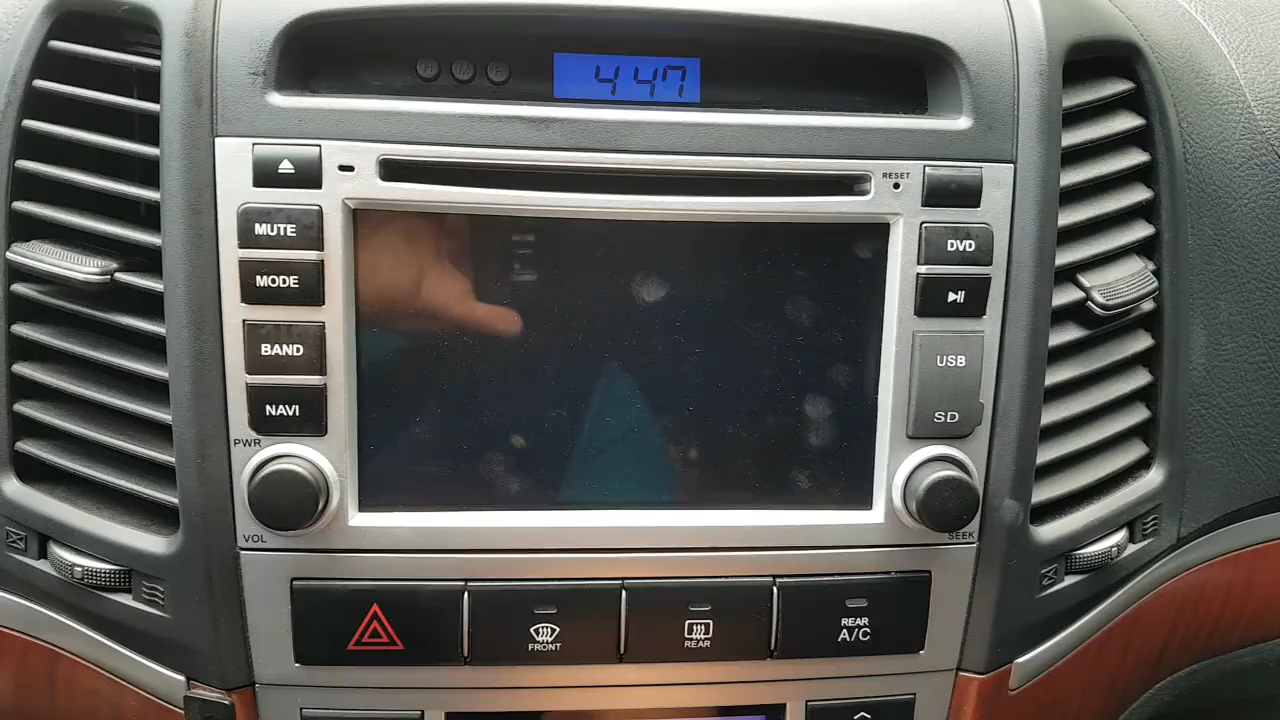 H M R
447
RESET
MUTE
DVD
MODE
BAND
USB
NAVI
SD
PWR
VOL
SEEK
FRONT
REAR
REAR
A/C